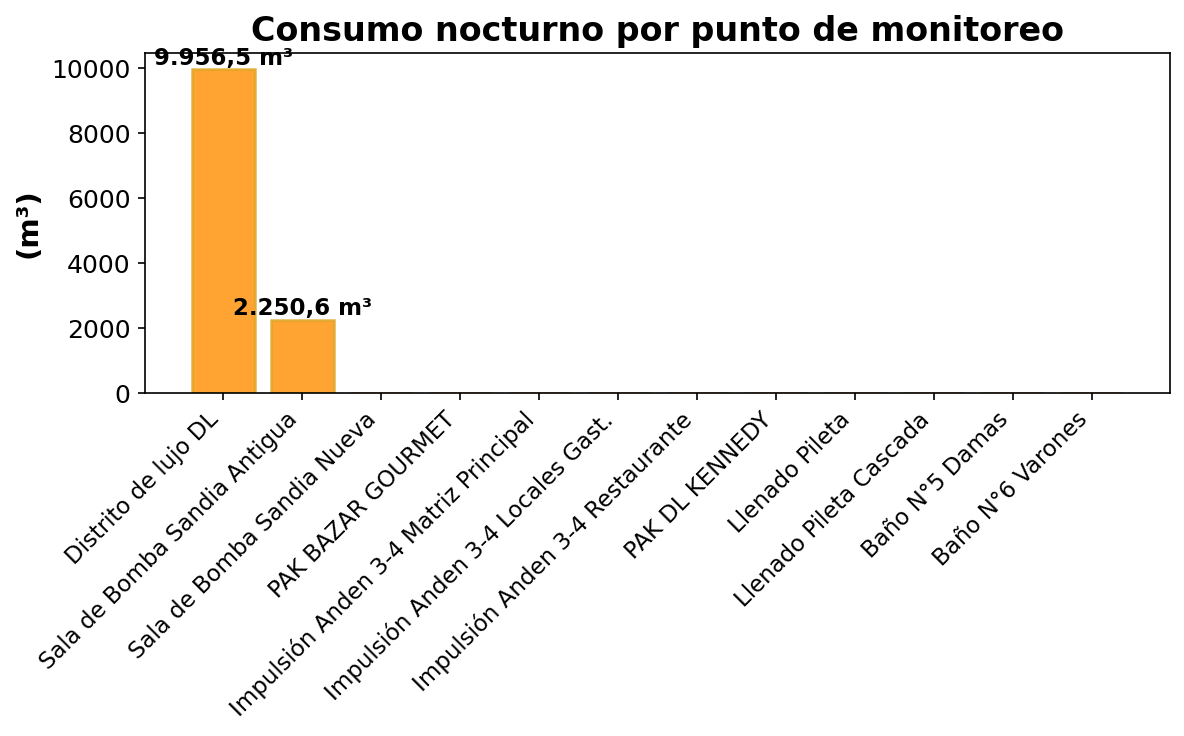 Consumo nocturno por punto de monitoreo
(m³)
10000
8000
6000
4000
2000
0
9.956,5 m³
2.250,6 m³
Distrito de lujo DL
Sala de Bomba Sandia Antigua
Sala de Bomba Sandia Nueva
PAK BAZAR GOURMET
Impulsión Anden 3-4 Matriz Principal
Impulsión Anden 3-4 Locales Gast.
Impulsión Anden 3-4 Restaurante
PAK DL KENNEDY
Llenado Pileta
Llenado Pileta Cascada
Baño N°5 Damas
Baño N°6 Varones